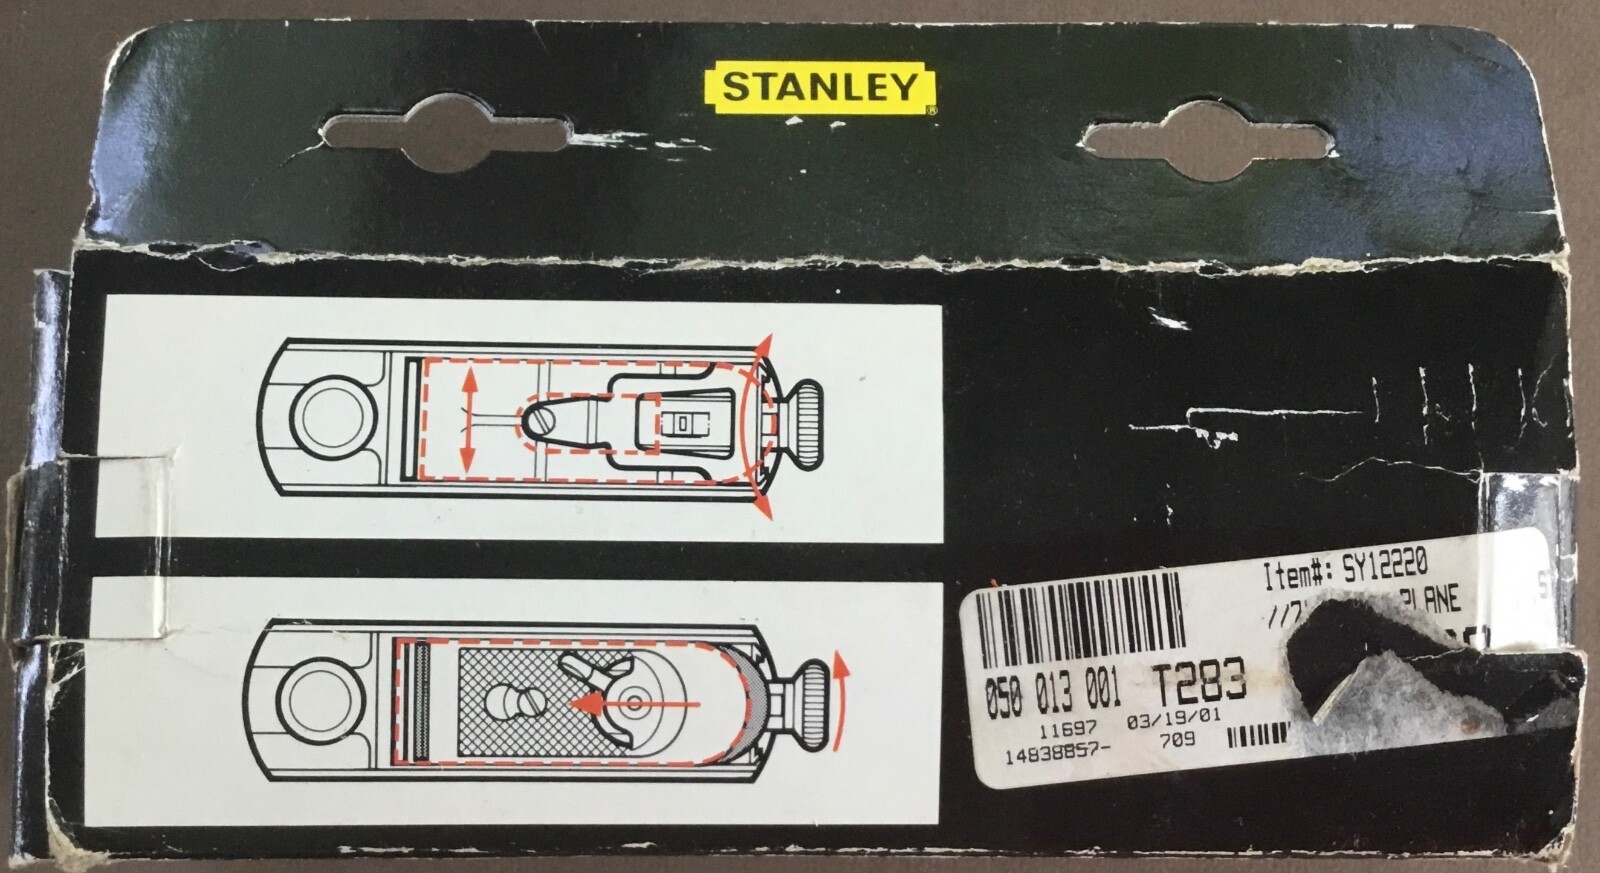 STANLEY
Item#: SY12220
PLANE
050 013 001 T283
11697 03/19/01
14838857- 709